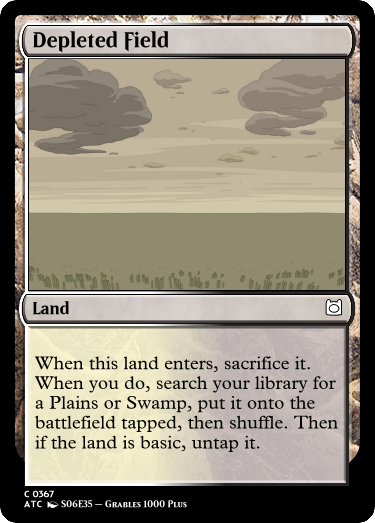 Depleted Field
Land
When this land enters, sacrifice it.
When you do, search your library for
a Plains or Swamp, put it onto the
battlefield tapped, then shuffle. Then
if the land is basic, untap it.
C 0367
ATC S06E35 – Grables 1000 Plus